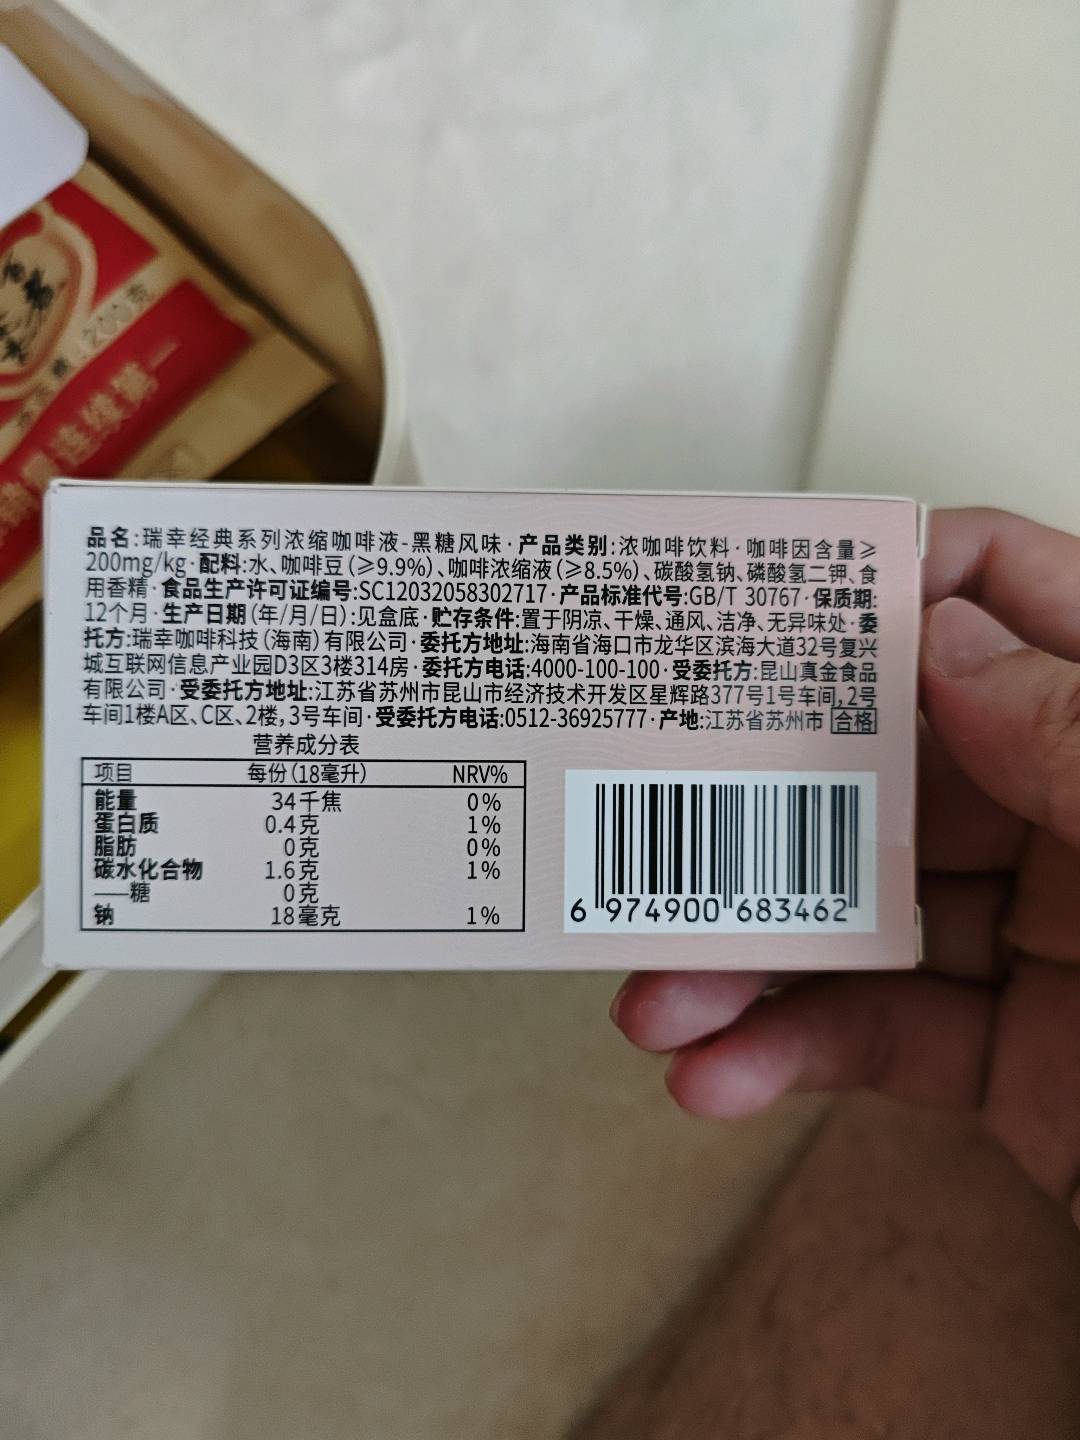 200克
连续第一
品名:瑞幸经典系列浓缩咖啡液-黑糖风味·产品类别:浓咖啡饮料·咖啡因含量≥
200mg/kg·配料:水、咖啡豆(≥9.9%)、咖啡浓缩液(≥8.5%)、碳酸氢钠、磷酸氢二钾、食
用香精·食品生产许可证编号:SC12032058302717·产品标准代号:GB/T 30767·保质期:
12个月·生产日期(年/月/日):见盒底·贮存条件:置于阴凉、干燥、通风、洁净、无异味处·委
托方:瑞幸咖啡科技(海南)有限公司·委托方地址:海南省海口市龙华区滨海大道32号复兴
城互联网信息产业园D3区3楼314房·委托方电话:4000-100-100·受委托方:昆山真金食品
有限公司·受委托方地址:江苏省苏州市昆山市经济技术开发区星辉路377号1号车间,2号
车间1楼A区、C区、2楼,3号车间·受委托方电话:0512-36925777·产地:江苏省苏州市 合格
营养成分表
项目 每份(18毫升) NRV%
能量 34千焦 0%
蛋白质 0.4克 1%
脂肪 0克 0%
碳水化合物 1.6克 1%
——糖 0克
钠 18毫克 1%
6 974900 683462